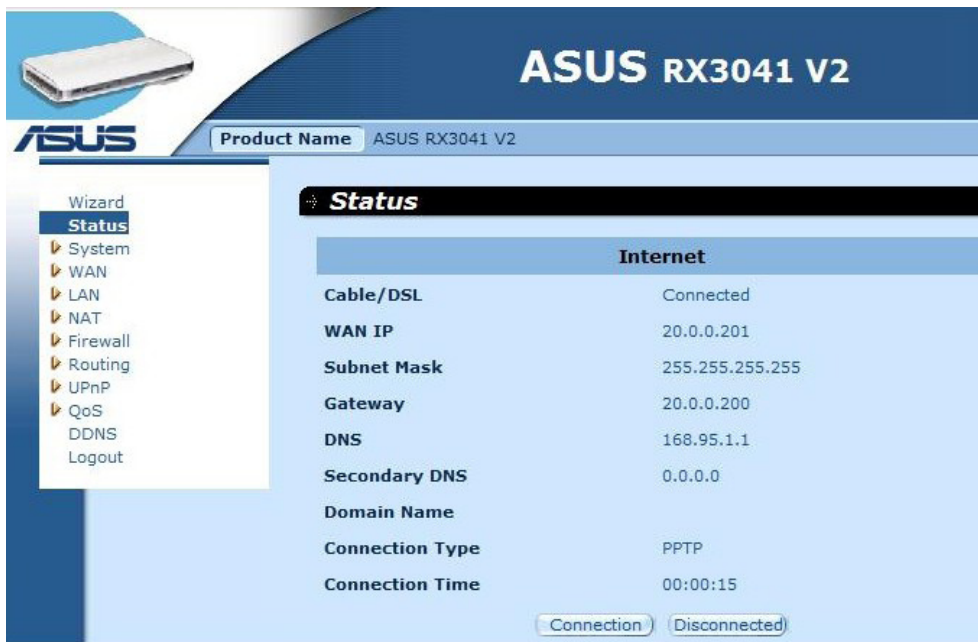 ASUS RX3041 V2
ASUS
Product Name ASUS RX3041 V2
Wizard
Status
System
WAN
LAN
NAT
Firewall
Routing
UPnP
QoS
DDNS
Logout
Status
Internet
Cable/DSL Connected
WAN IP 20.0.0.201
Subnet Mask 255.255.255.255
Gateway 20.0.0.200
DNS 168.95.1.1
Secondary DNS 0.0.0.0
Domain Name
Connection Type PPTP
Connection Time 00:00:15
Connection Disconnected